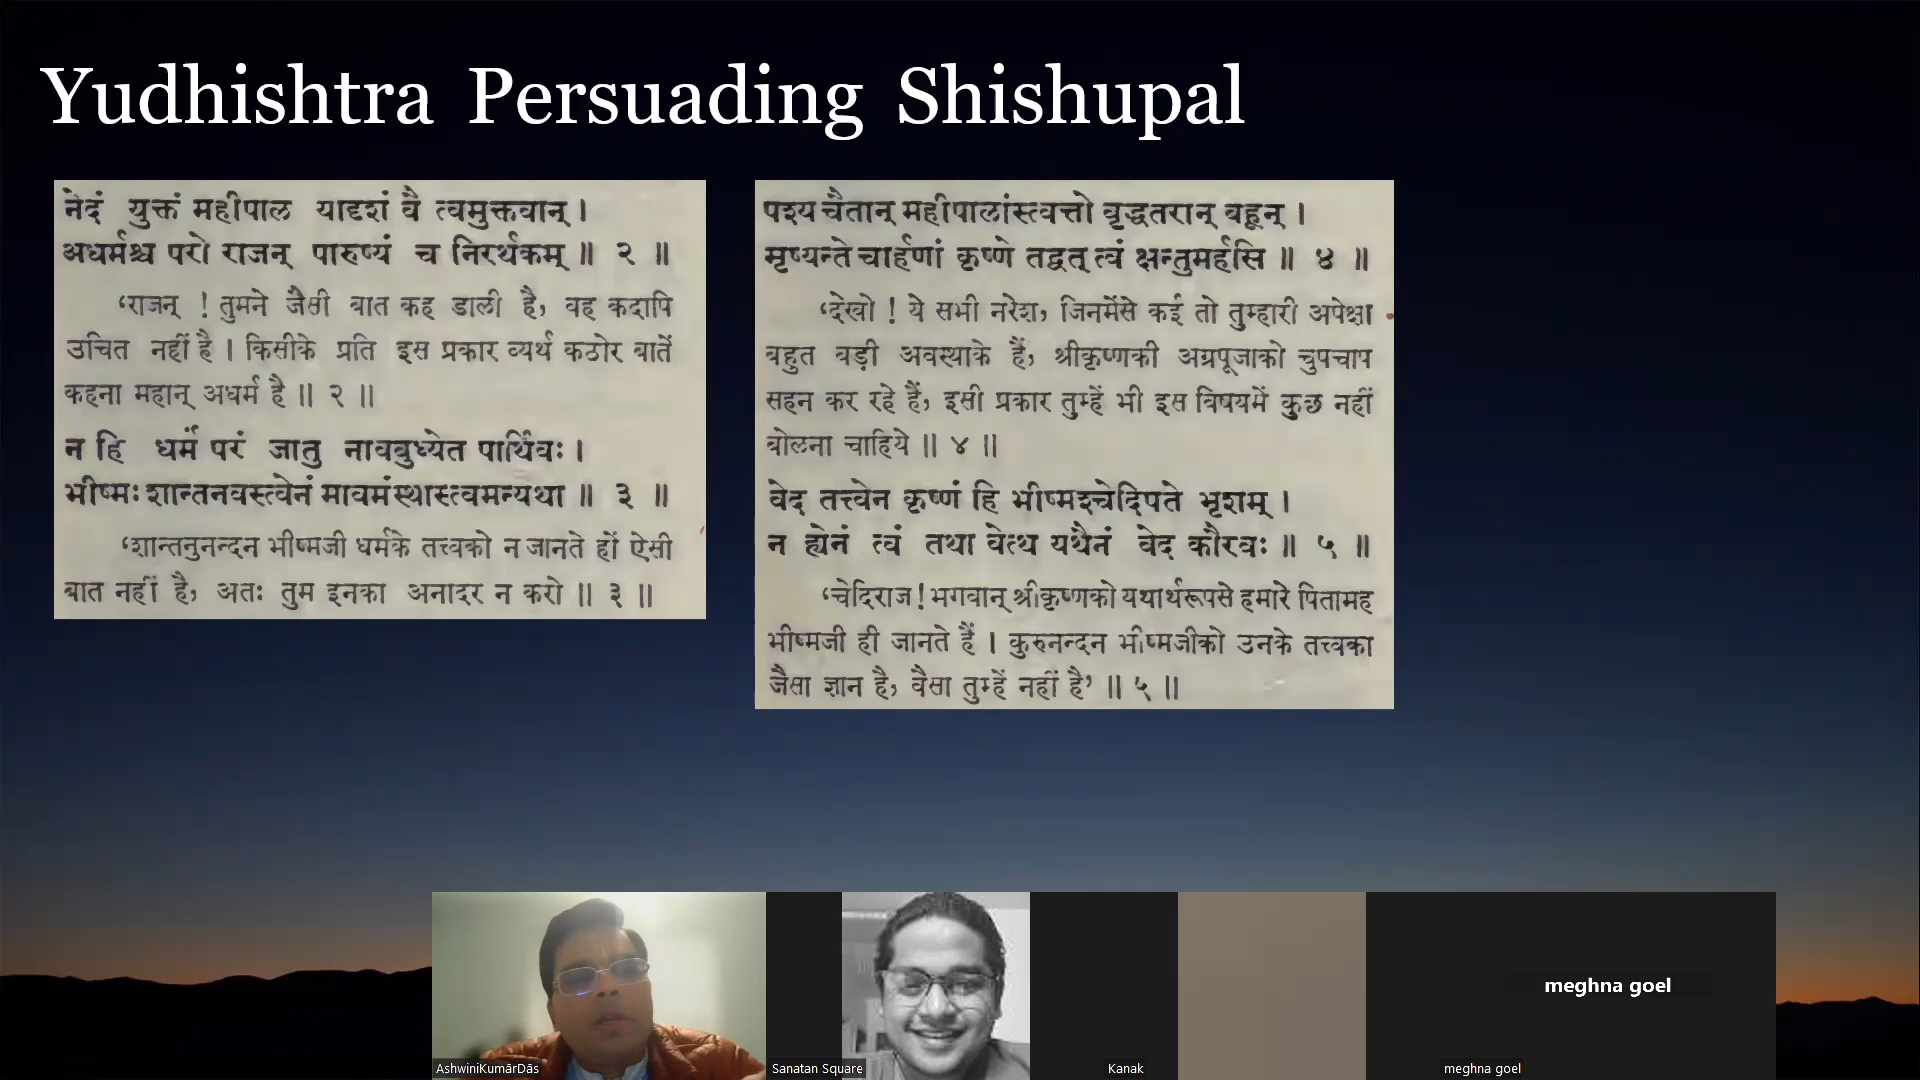 Yudhishtra Persuading Shishupal
नेदं युक्तं महीपाल यादृशं वै त्वमुक्तवान् ।
अधर्मश्च परो राजन् पारुष्यं च निरर्थकम् ॥ २ ॥
‘राजन् ! तुमने जैसी बात कह डाली है, वह कदापि
उचित नहीं है । किसीके प्रति इस प्रकार व्यर्थ कठोर बातें
कहना महान् अधर्म है ॥ २ ॥
न हि धर्मं परं जातु नावबुध्येत पार्थिवः ।
भीष्मः शान्तनवस्त्वेनं मावमंस्थास्त्वमन्यथा ॥ ३ ॥
‘शान्तनुनन्दन भीष्मजी धर्मके तत्त्वको न जानते हों ऐसी
बात नहीं है, अतः तुम इनका अनादर न करो ॥ ३ ॥
पश्य चैतान् महीपालांस्त्वत्तो वृद्धतरान् बहून् ।
मृष्यन्ते चार्हणां कृष्णे तद्वत् त्वं क्षन्तुमर्हसि ॥ ४ ॥
‘देखो ! ये सभी नरेश, जिनमेंसे कई तो तुम्हारी अपेक्षा
बहुत बड़ी अवस्थाके हैं, श्रीकृष्णकी अग्रपूजाको चुपचाप
सहन कर रहे हैं, इसी प्रकार तुम्हें भी इस विषयमें कुछ नहीं
बोलना चाहिये ॥ ४ ॥
वेद तत्त्वेन कृष्णं हि भीष्मश्चेदिपते भृशम् ।
न ह्येनं त्वं तथा वेत्थ यथैनं वेद कौरवः ॥ ५ ॥
‘चेदिराज ! भगवान् श्रीकृष्णको यथार्थरूपसे हमारे पितामह
भीष्मजी ही जानते हैं । कुरुनन्दन भीष्मजीको उनके तत्त्वका
जैसा ज्ञान है, वैसा तुम्हें नहीं है’ ॥ ५ ॥
meghna goel
AshwiniKumārDās
Sanatan Square
Kanak
meghna goel